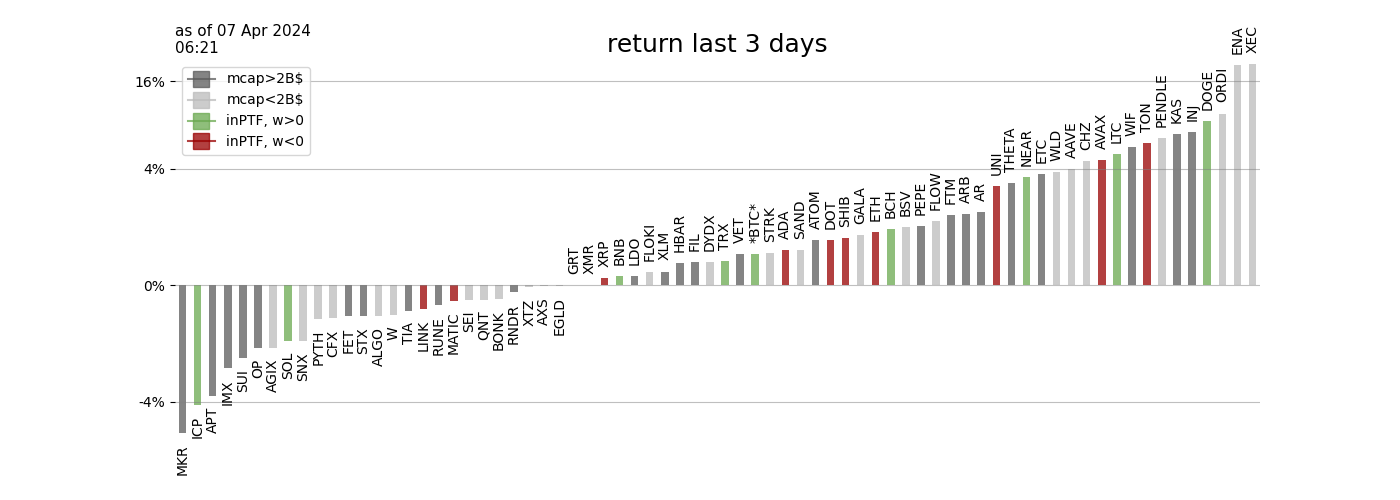 as of 07 Apr 2024
06:21
return last 3 days
mcap>2B$
mcap<2B$
inPTF, w>0
inPTF, w<0
16%
4%
0%
-4%
MKR
ICP
APT
IMX
SUI
OP
AGIX
SOL
SNX
PYTH
CFX
FET
STX
ALGO
W
TIA
LINK
RUNE
MATIC
SEI
QNT
BONK
RNDR
XTZ
AXS
EGLD
GRT
XMR
XRP
BNB
LDO
FLOKI
XLM
HBAR
FIL
DYDX
TRX
VET
*BTC*
STRK
ADA
SAND
ATOM
DOT
SHIB
GALA
ETH
BCH
BSV
PEPE
FLOW
FTM
ARB
AR
UNI
THETA
NEAR
ETC
WLD
AAVE
CHZ
AVAX
LTC
WIF
TON
PENDLE
KAS
INJ
DOGE
ORDI
ENA
XEC